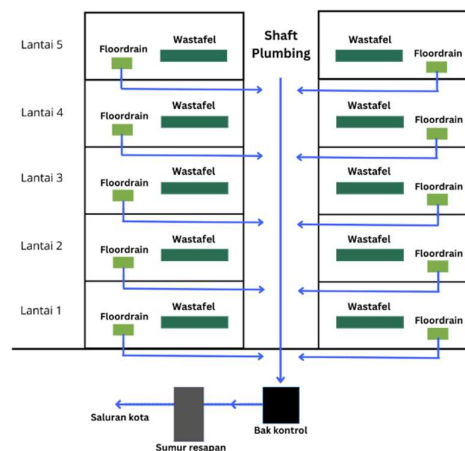 Lantai 5
Floordrain
Wastafel
Shaft
Plumbing
Wastafel
Floordrain
Lantai 4
Floordrain
Wastafel
Wastafel
Floordrain
Lantai 3
Floordrain
Wastafel
Wastafel
Floordrain
Lantai 2
Floordrain
Wastafel
Wastafel
Floordrain
Lantai 1
Floordrain
Wastafel
Wastafel
Floordrain
Saluran kota
Sumur resapan
Bak kontrol